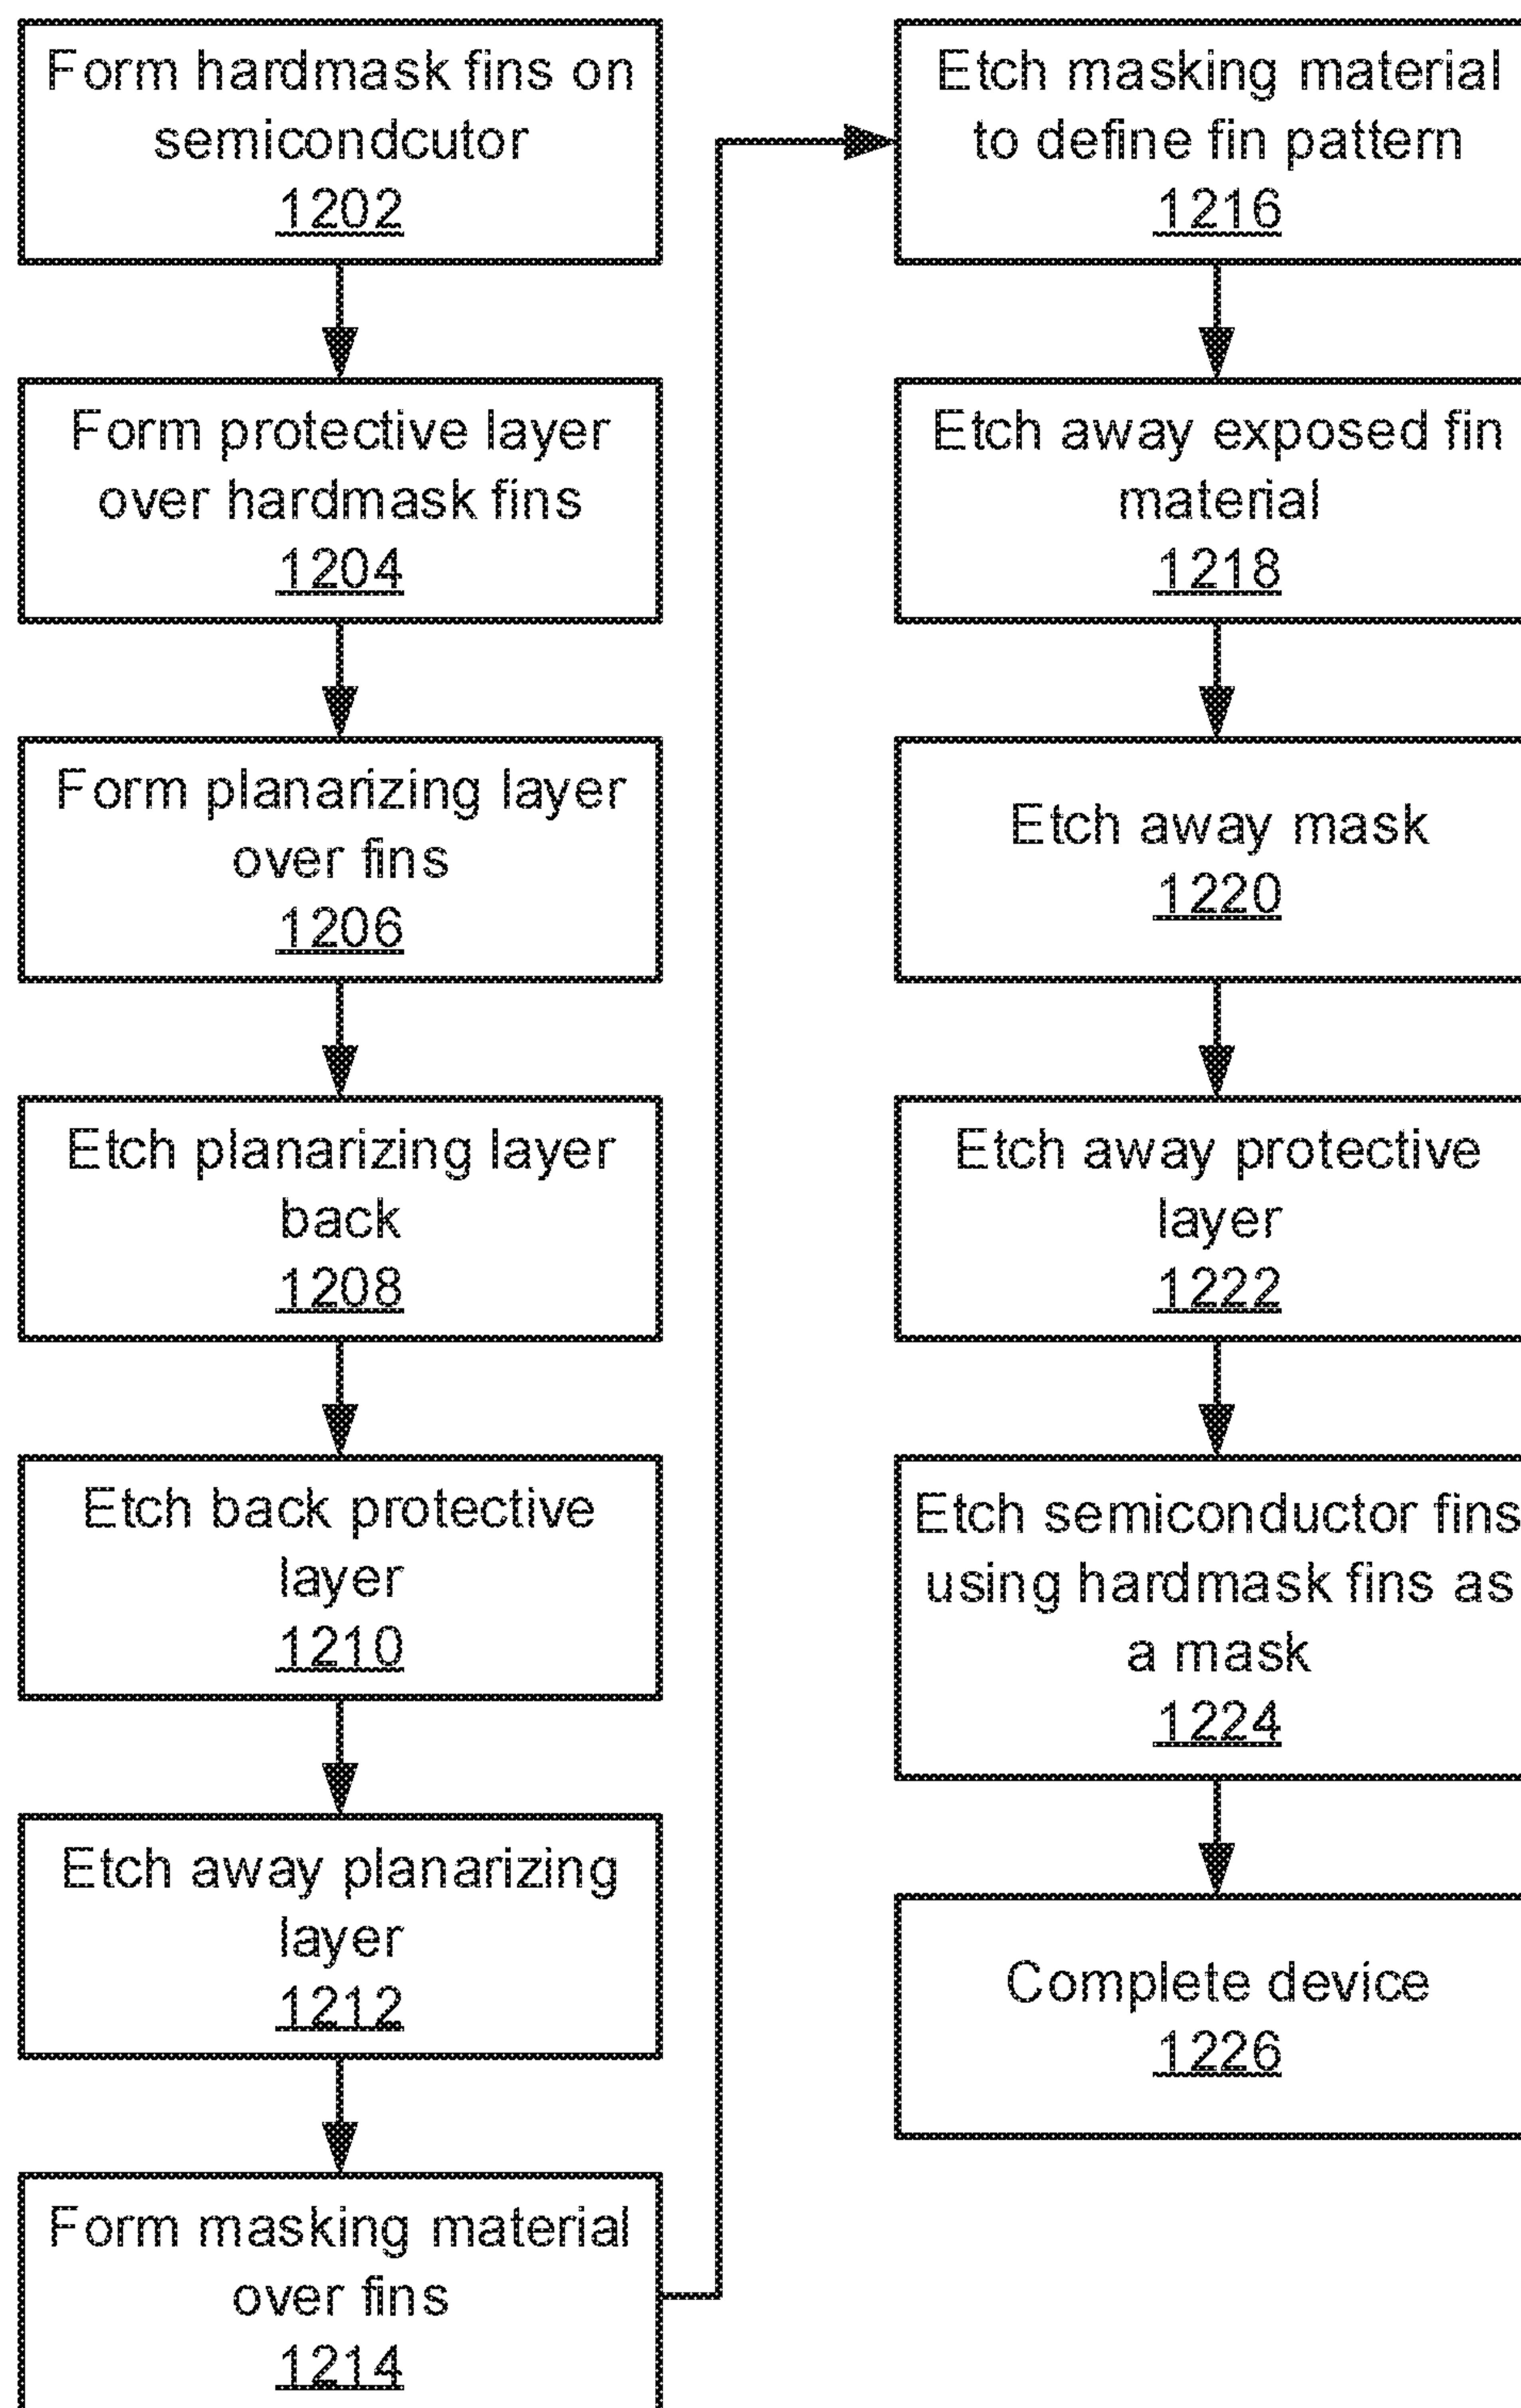 Form hardmask fins on
semicondcutor
1202
Form protective layer
over hardmask fins
1204
Form planarizing layer
over fins
1206
Etch planarizing layer
back
1208
Etch back protective
layer
1210
Etch away planarizing
layer
1212
Form masking material
over fins
1214
Etch masking material
to define fin pattern
1216
Etch away exposed fin
material
1218
Etch away mask
1220
Etch away protective
layer
1222
Etch semiconductor fins
using hardmask fins as
a mask
1224
Complete device
1226